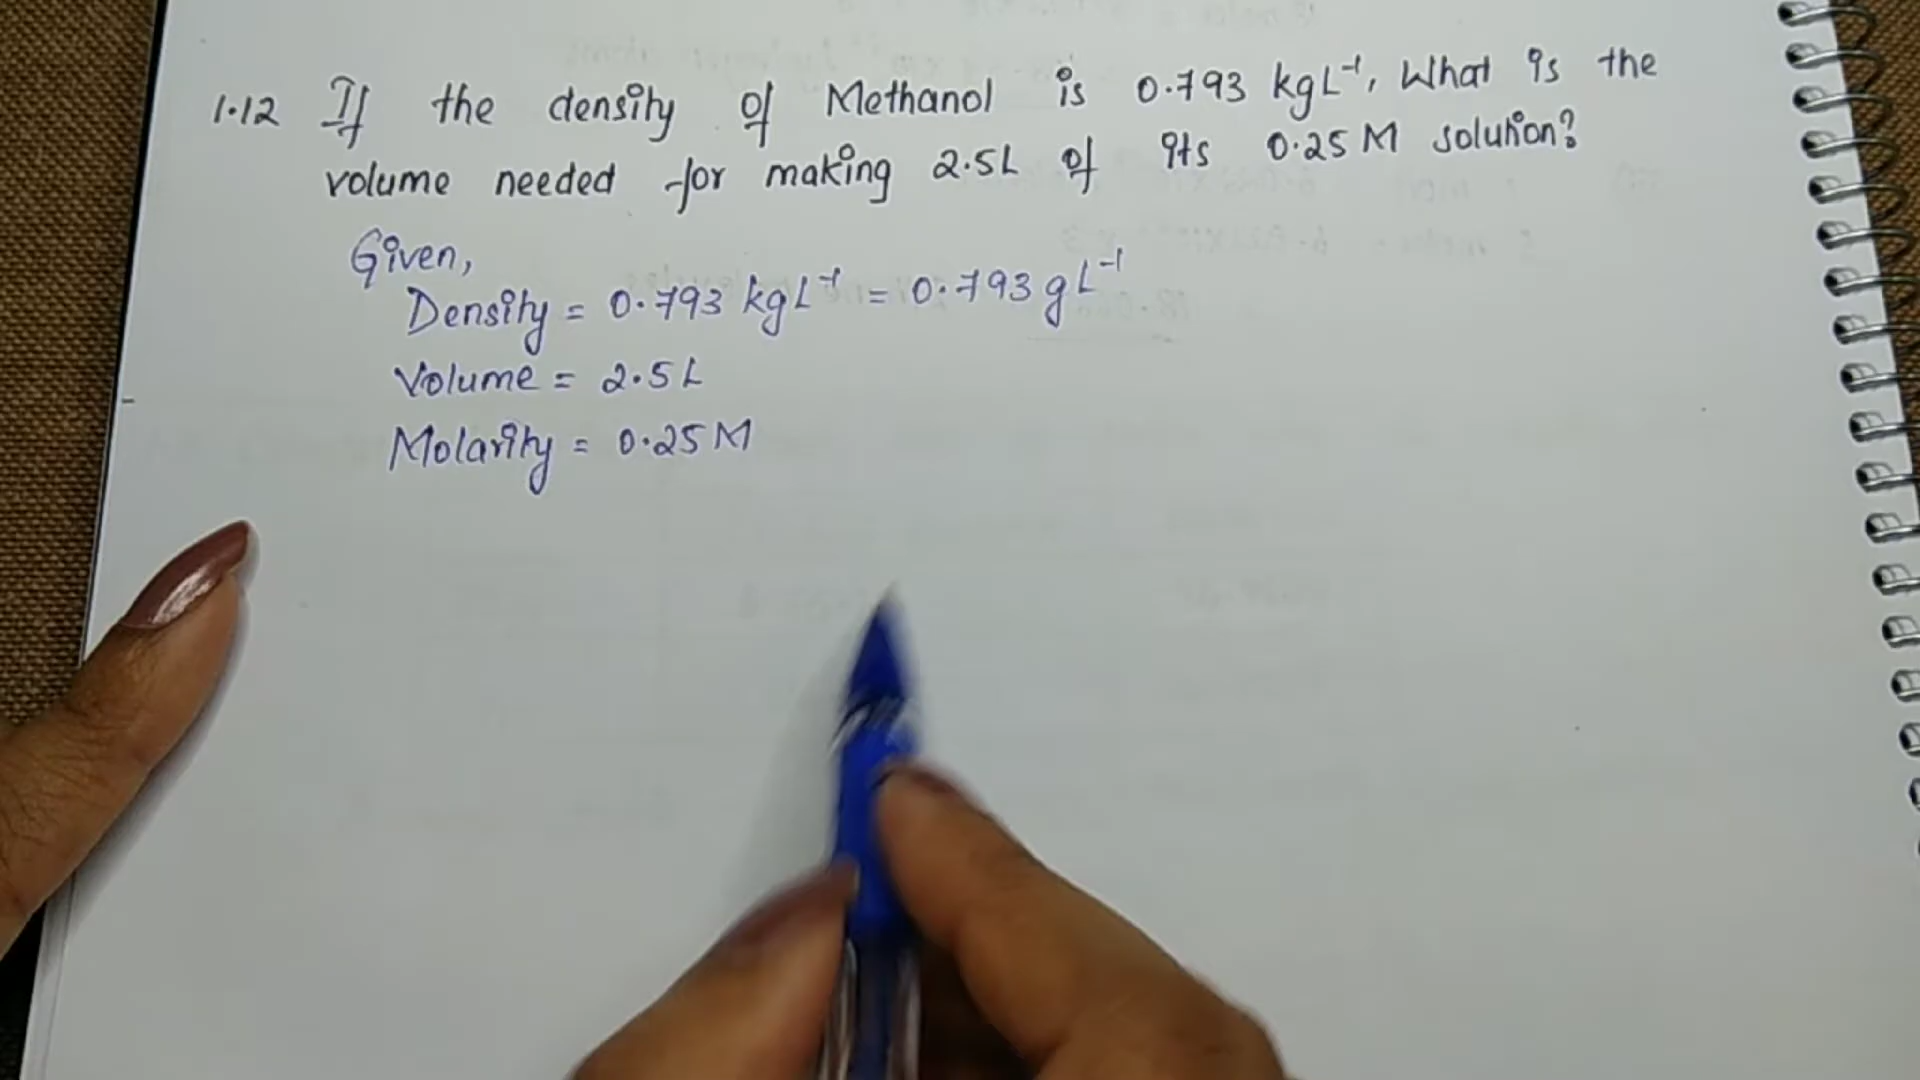 1.12 If the density of Methanol is 0.793 kgL⁻¹, What is the
volume needed for making 2.5L of its 0.25M solution?
Given,
Density = 0.793 kgL⁻¹ = 0.793 gL⁻¹
Volume = 2.5L
Molarity = 0.25M